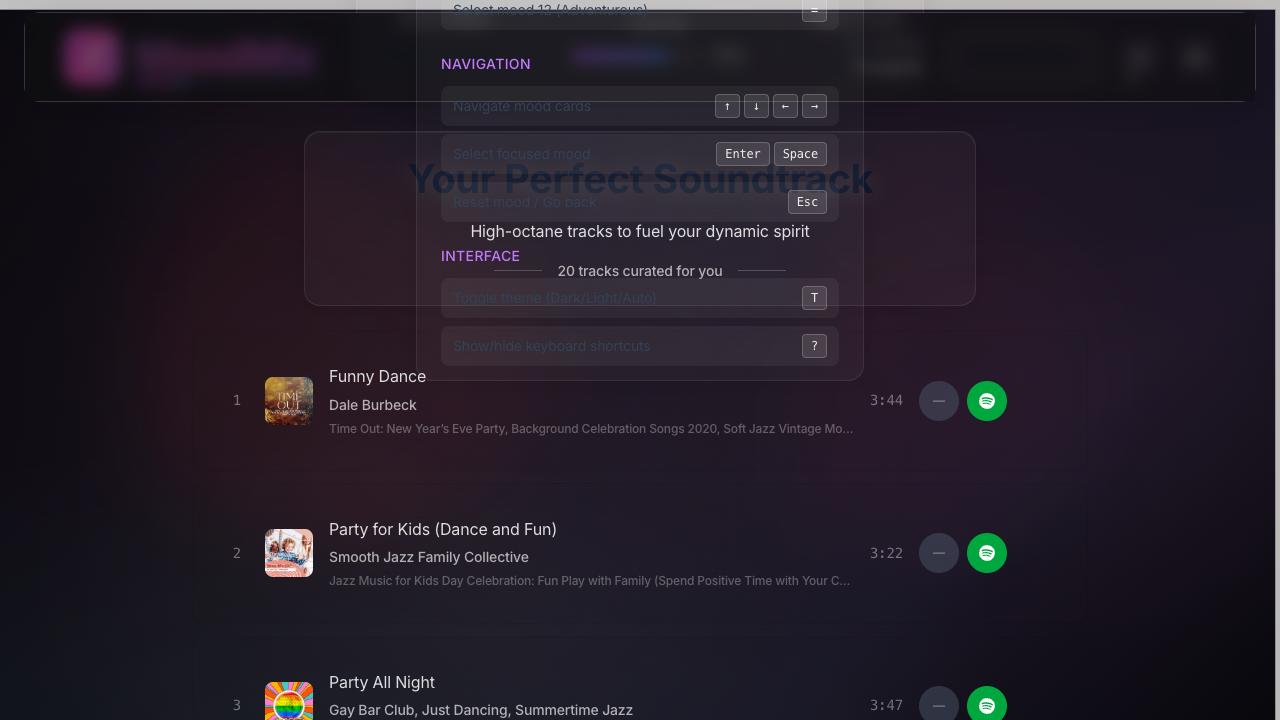 Select mood 12 (Adventurous) =
NAVIGATION
Navigate mood cards ↑ ↓ ← →
Select focused mood Enter Space
Your Perfect Soundtrack
Reset mood / Go back Esc
High-octane tracks to fuel your dynamic spirit
INTERFACE
20 tracks curated for you
Toggle theme (Dark/Light/Auto) T
Show/hide keyboard shortcuts ?
1 Funny Dance 3:44
Dale Burbeck
TIME OUT
Time Out: New Year's Eve Party, Background Celebration Songs 2020, Soft Jazz Vintage Mo…
2 Party for Kids (Dance and Fun) 3:22
Smooth Jazz Family Collective
Jazz Music for Kids Day Celebration: Fun Play with Family (Spend Positive Time with Your C…
3 Party All Night 3:47
Gay Bar Club, Just Dancing, Summertime Jazz